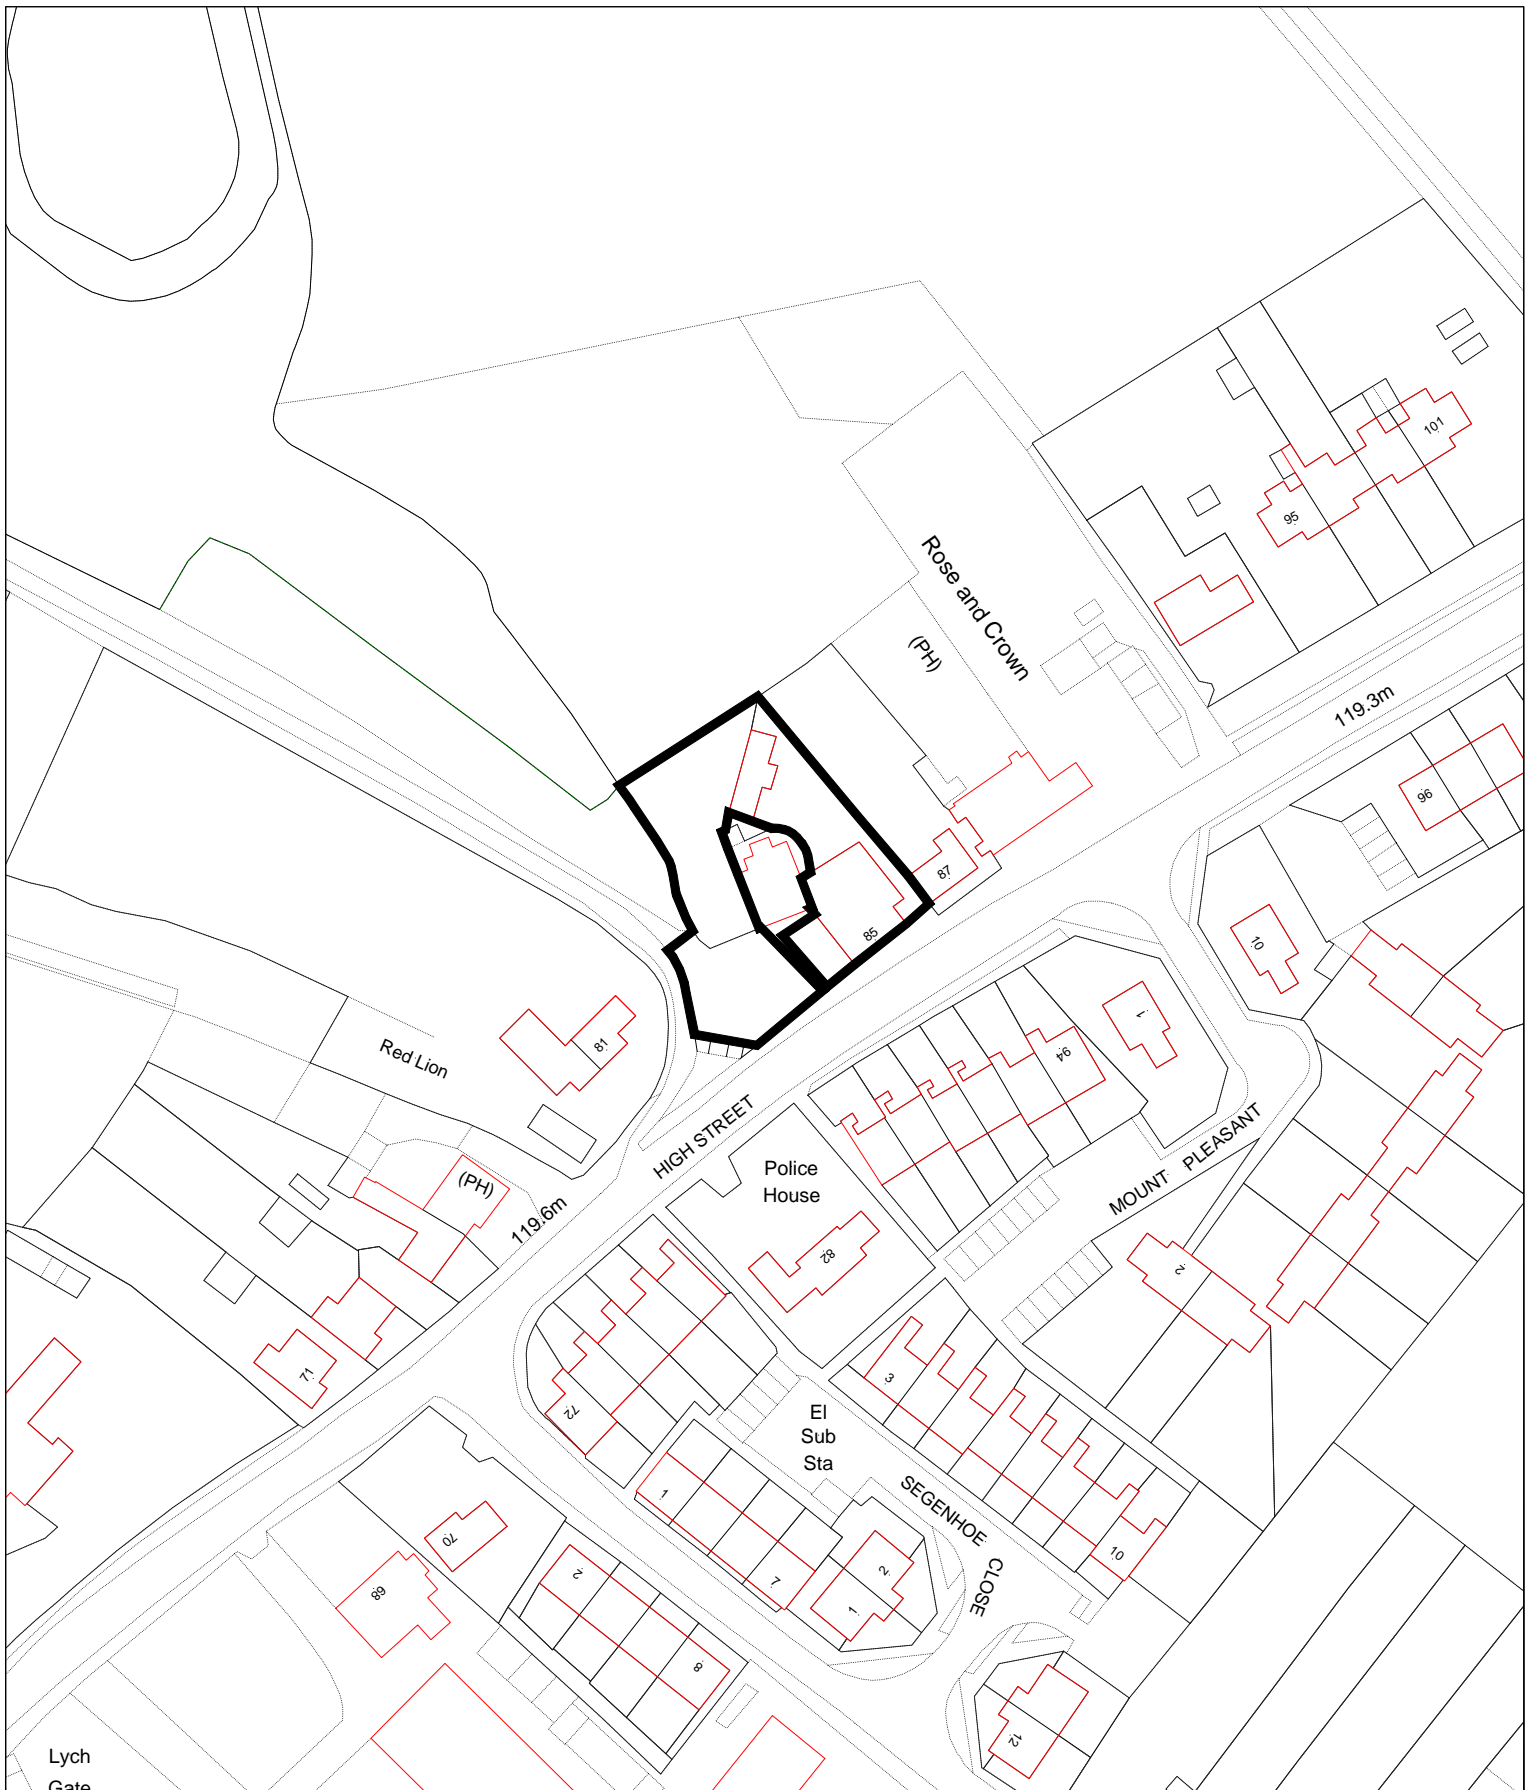 101
95
Rose and Crown
(PH)
119.3m
96
87
85
10
1
94
81
Red Lion
HIGH STREET
MOUNT PLEASANT
Police
House
(PH)
119.6m
82
2
71
72
3
El
Sub
Sta
SEGENHOE
CLOSE
1
7
2
1
10
70
68
2
8
12
Lych
Gate